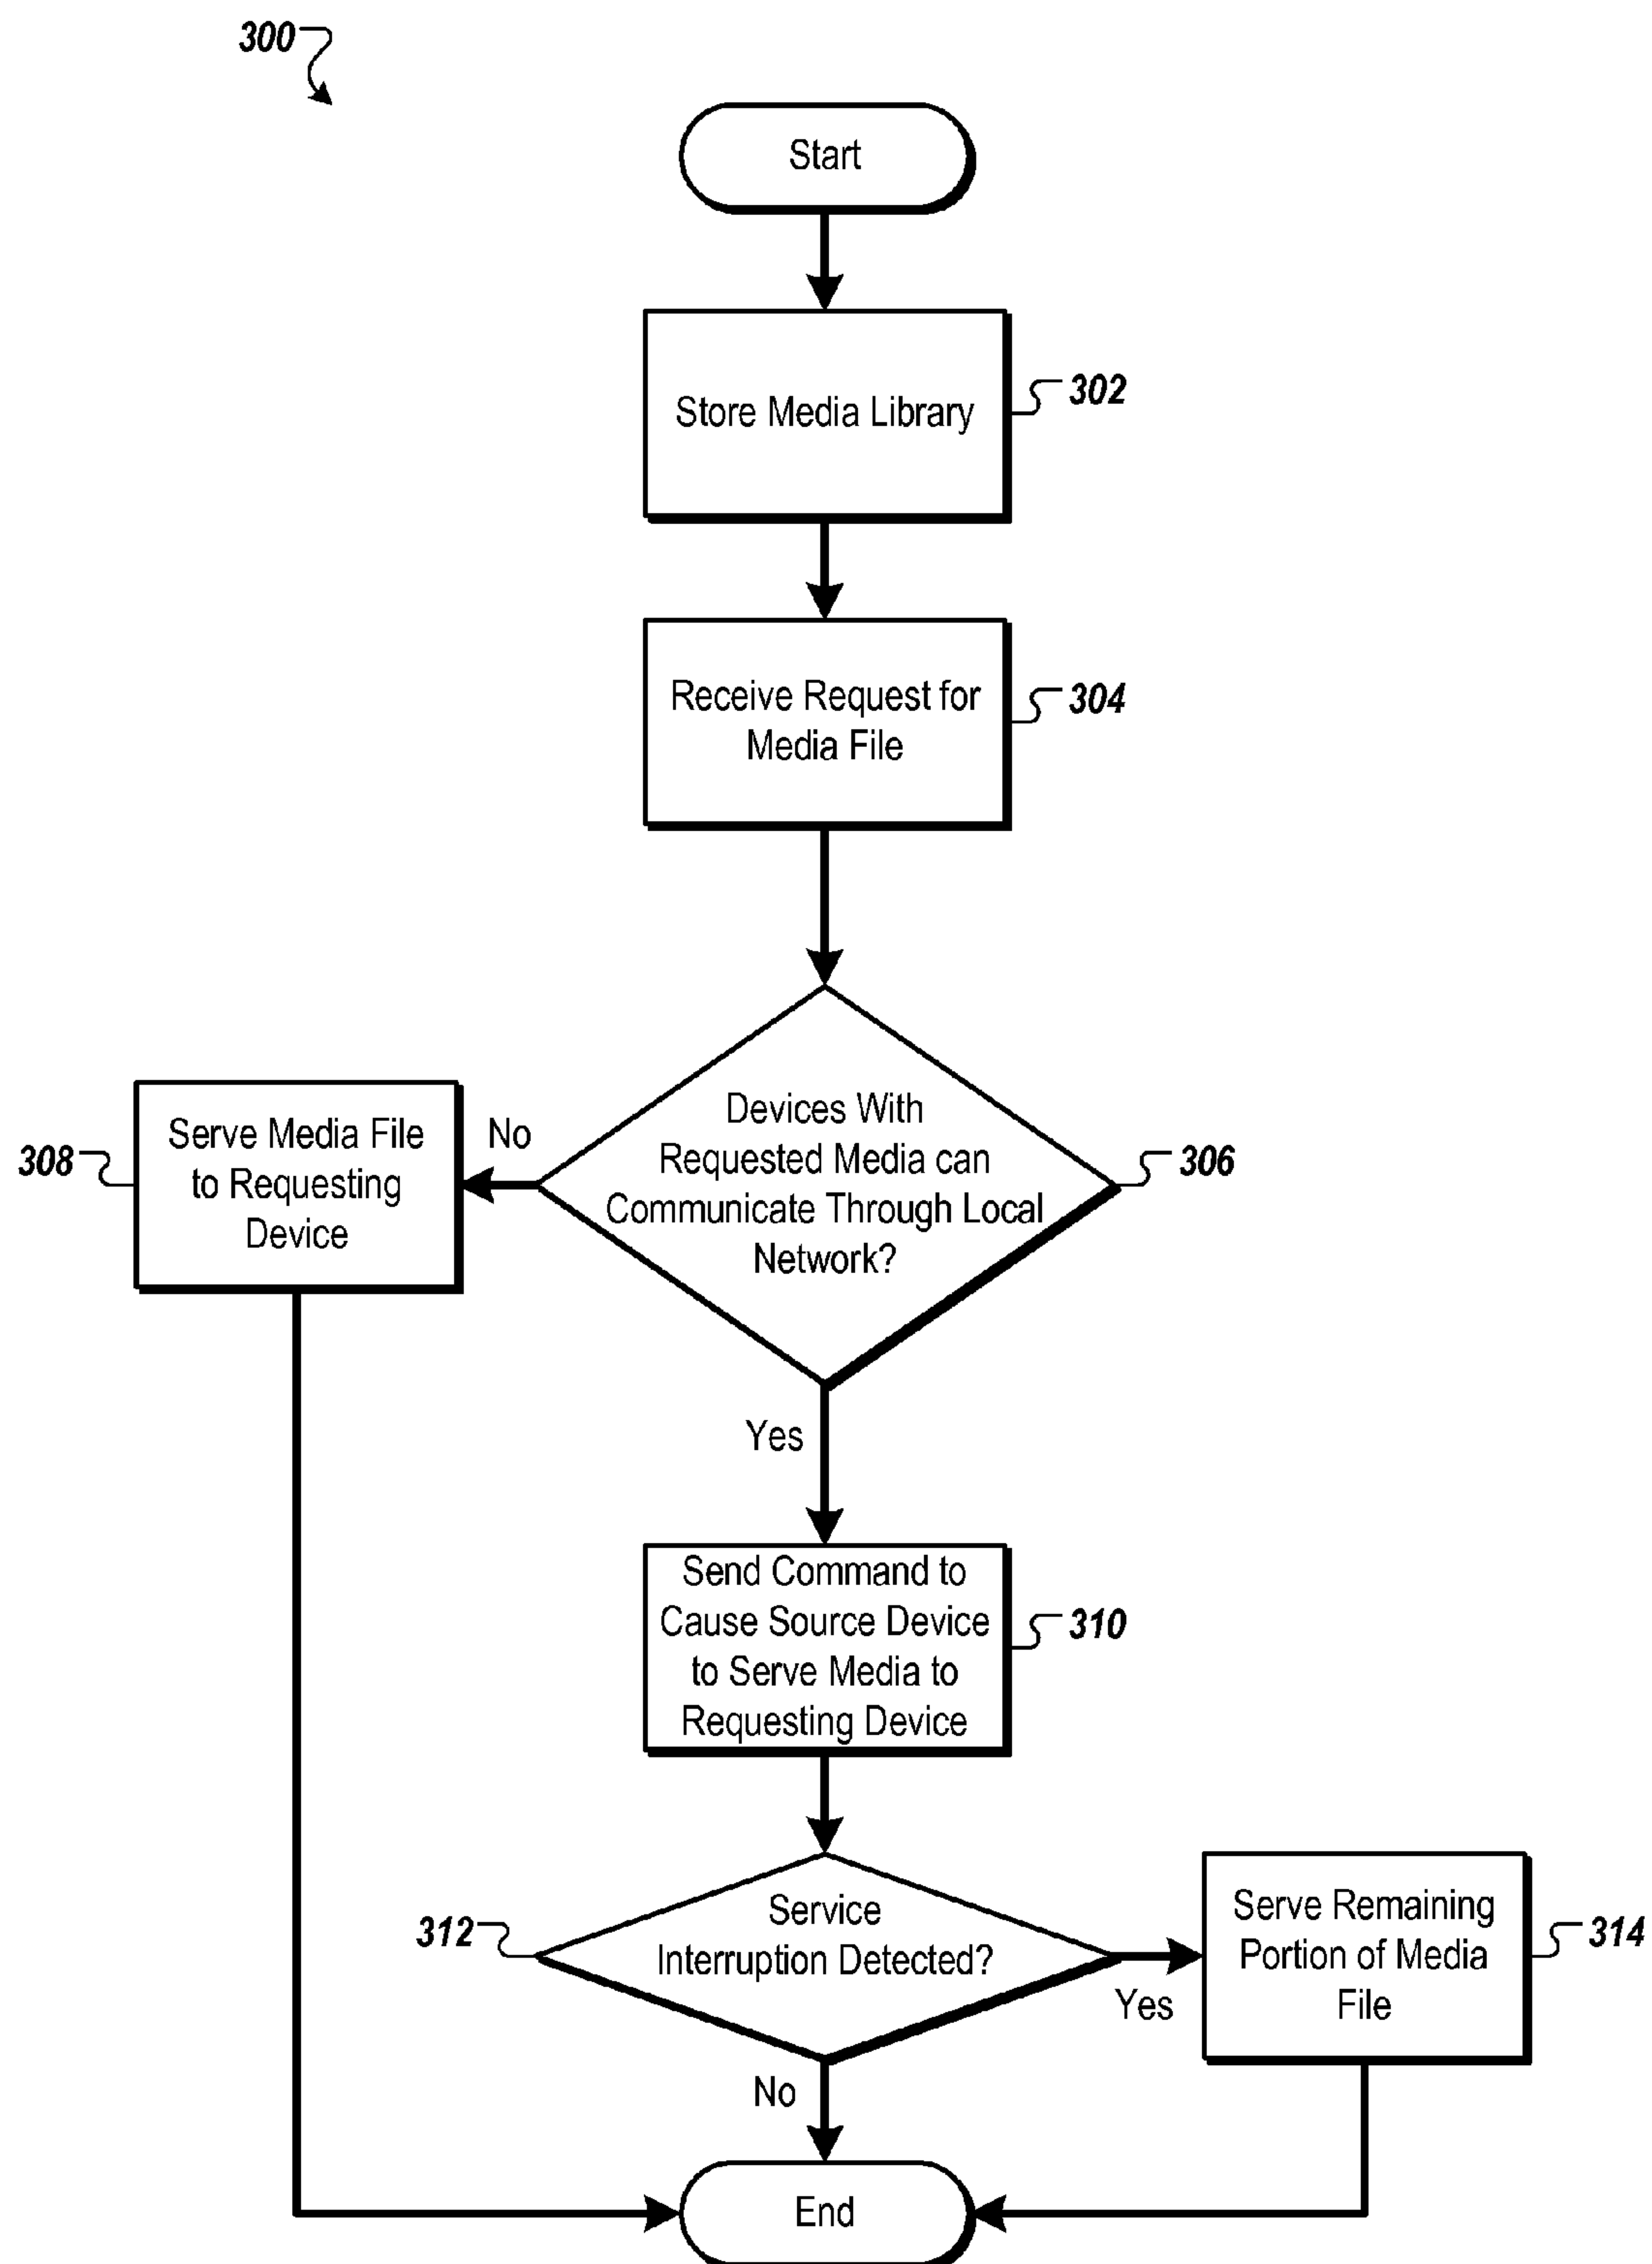 300
Start
Store Media Library
302
Receive Request for
Media File
304
Devices With
Requested Media can
Communicate Through Local
Network?
306
No
Serve Media File
to Requesting
Device
308
Yes
Send Command to
Cause Source Device
to Serve Media to
Requesting Device
310
Service
Interruption Detected?
312
Yes
Serve Remaining
Portion of Media
File
314
No
End